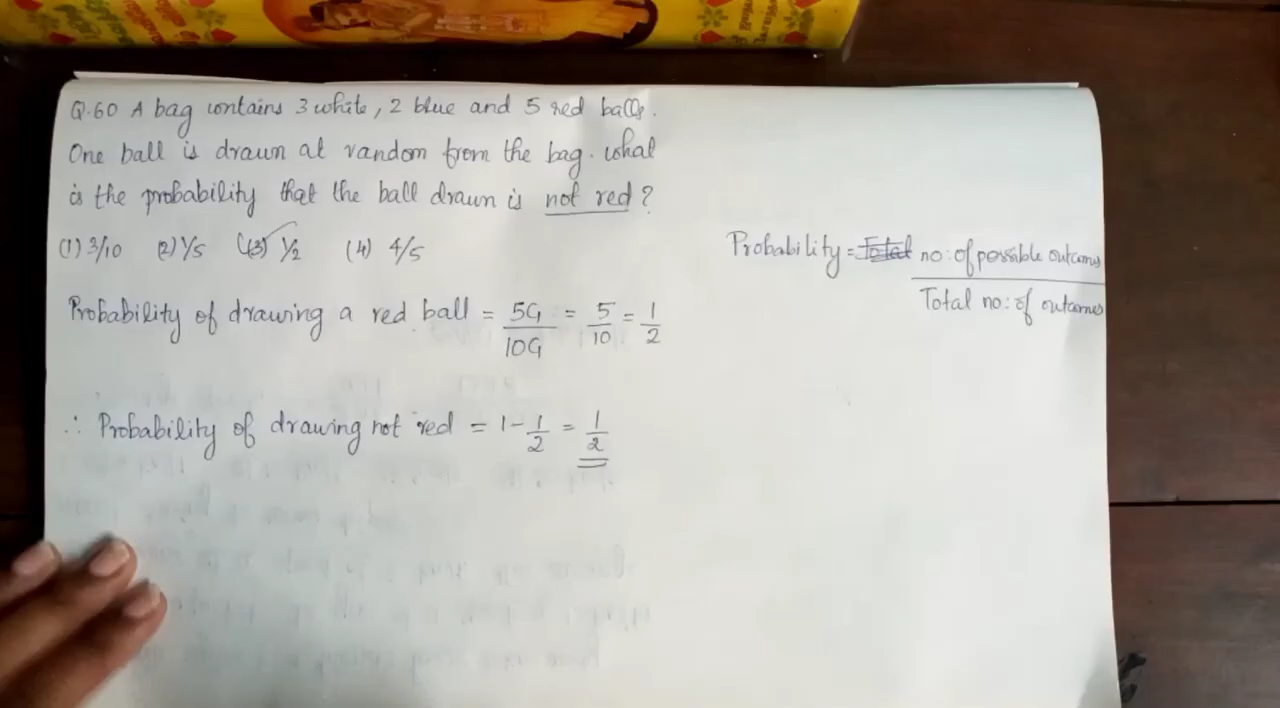 Q.60 A bag contains 3 white, 2 blue and 5 red balls.
One ball is drawn at random from the bag. what
is the probability that the ball drawn is not red?
(1) 3/10 (2) 1/5 (3) 1/2 (4) 4/5
Probability = no: of possible outcomes
Total no: of outcomes
Probability of drawing a red ball = 5C1/10C1 = 5/10 = 1/2
∴ Probability of drawing not red = 1 - 1/2 = 1/2